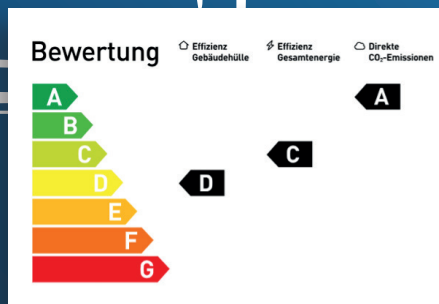 Bewertung
Effizienz
Gebäudehülle
Effizienz
Gesamtenergie
Direkte
CO₂-Emissionen
A
A
B
C
C
D
D
E
F
G